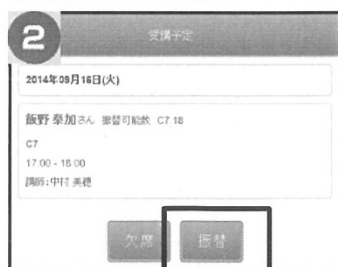 2
受講予定
2014年09月16日(火)
飯野 泰加さん 振替可能数 C7 18
C7
17:00 - 18:00
講師:中村 美穂
欠席 振替